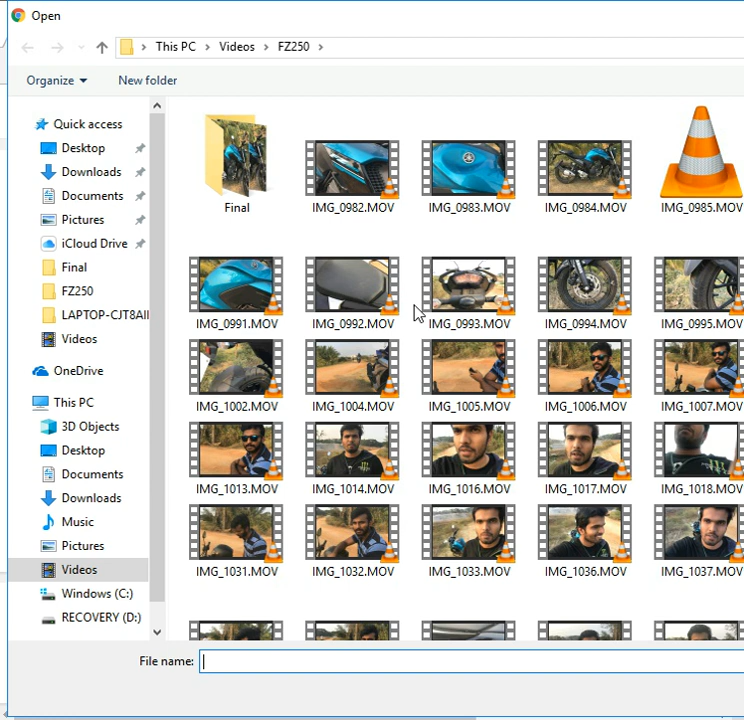 Open
This PC > Videos > FZ250 >
Organize
New folder
Quick access
Desktop
Downloads
Documents
Pictures
iCloud Drive
Final
FZ250
LAPTOP-CJT8AII
Videos
OneDrive
This PC
3D Objects
Desktop
Documents
Downloads
Music
Pictures
Videos
Windows (C:)
RECOVERY (D:)
Final
IMG_0982.MOV
IMG_0983.MOV
IMG_0984.MOV
IMG_0985.MOV
IMG_0991.MOV
IMG_0992.MOV
IMG_0993.MOV
IMG_0994.MOV
IMG_0995.MOV
IMG_1002.MOV
IMG_1004.MOV
IMG_1005.MOV
IMG_1006.MOV
IMG_1007.MOV
IMG_1013.MOV
IMG_1014.MOV
IMG_1016.MOV
IMG_1017.MOV
IMG_1018.MOV
IMG_1031.MOV
IMG_1032.MOV
IMG_1033.MOV
IMG_1036.MOV
IMG_1037.MOV
File name: